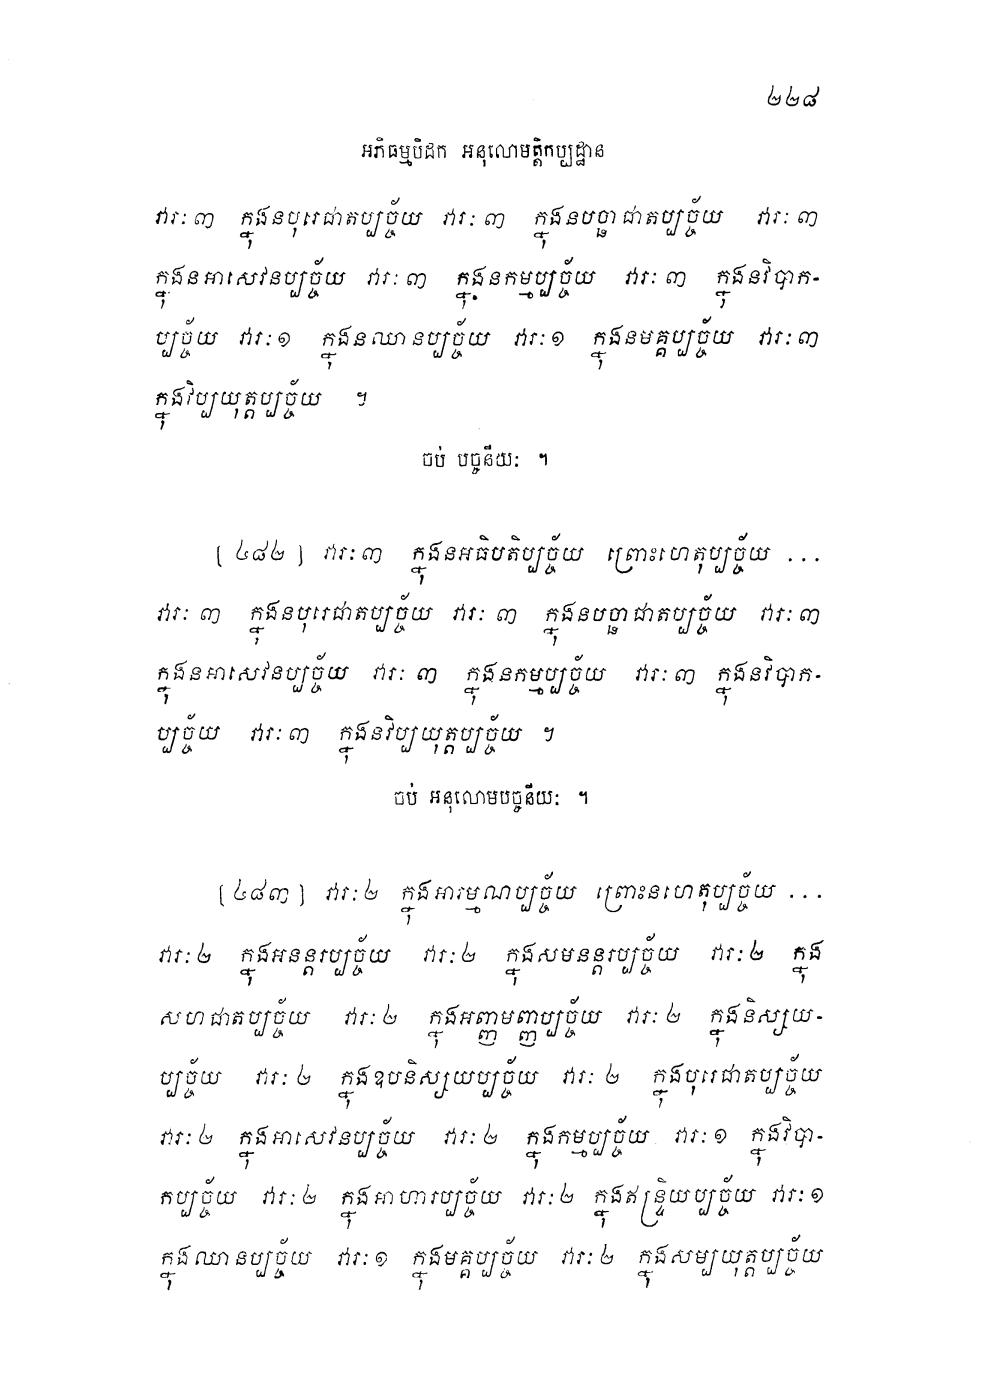 ២២៨
អភិធម្មបិដក អនុលោមត្តិកប្បដ្ឋាន
វារៈ ៣ ក្នុងនបុរេជាតប្បច្ច័យ វារៈ ៣ ក្នុងនបច្ឆាជាតប្បច្ច័យ វារៈ ៣
ក្នុងនអាសេវនប្បច្ច័យ វារៈ ៣ ក្នុងនកម្មប្បច្ច័យ វារៈ ៣ ក្នុងនវិបាក-
ប្បច្ច័យ វារៈ ១ ក្នុងនឈានប្បច្ច័យ វារៈ ១ ក្នុងនមគ្គប្បច្ច័យ វារៈ ៣
ក្នុងវិប្បយុត្តប្បច្ច័យ ។
ចប់ បច្ចនីយៈ ។
[ ៤៨២ ] វារៈ ៣ ក្នុងនអធិបតិប្បច្ច័យ ព្រោះហេតុប្បច្ច័យ ...
វារៈ ៣ ក្នុងនបុរេជាតប្បច្ច័យ វារៈ ៣ ក្នុងនបច្ឆាជាតប្បច្ច័យ វារៈ ៣
ក្នុងនអាសេវនប្បច្ច័យ វារៈ ៣ ក្នុងនកម្មប្បច្ច័យ វារៈ ៣ ក្នុងនវិបាក-
ប្បច្ច័យ វារៈ ៣ ក្នុងនវិប្បយុត្តប្បច្ច័យ ។
ចប់ អនុលោមបច្ចនីយៈ ។
[ ៤៨៣ ] វារៈ ២ ក្នុងអារម្មណប្បច្ច័យ ព្រោះនហេតុប្បច្ច័យ ...
វារៈ ២ ក្នុងអនន្តរប្បច្ច័យ វារៈ ២ ក្នុងសមនន្តរប្បច្ច័យ វារៈ ២ ក្នុង
សហជាតប្បច្ច័យ វារៈ ២ ក្នុងអញ្ញមញ្ញប្បច្ច័យ វារៈ ២ ក្នុងនិស្សយ-
ប្បច្ច័យ វារៈ ២ ក្នុងឧបនិស្សយប្បច្ច័យ វារៈ ២ ក្នុងបុរេជាតប្បច្ច័យ
វារៈ ២ ក្នុងអាសេវនប្បច្ច័យ វារៈ ២ ក្នុងកម្មប្បច្ច័យ វារៈ ១ ក្នុងវិបា-
កប្បច្ច័យ វារៈ ២ ក្នុងអាហារប្បច្ច័យ វារៈ ២ ក្នុងឥន្ទ្រិយប្បច្ច័យ វារៈ ១
ក្នុងឈានប្បច្ច័យ វារៈ ១ ក្នុងមគ្គប្បច្ច័យ វារៈ ២ ក្នុងសម្បយុត្តប្បច្ច័យ